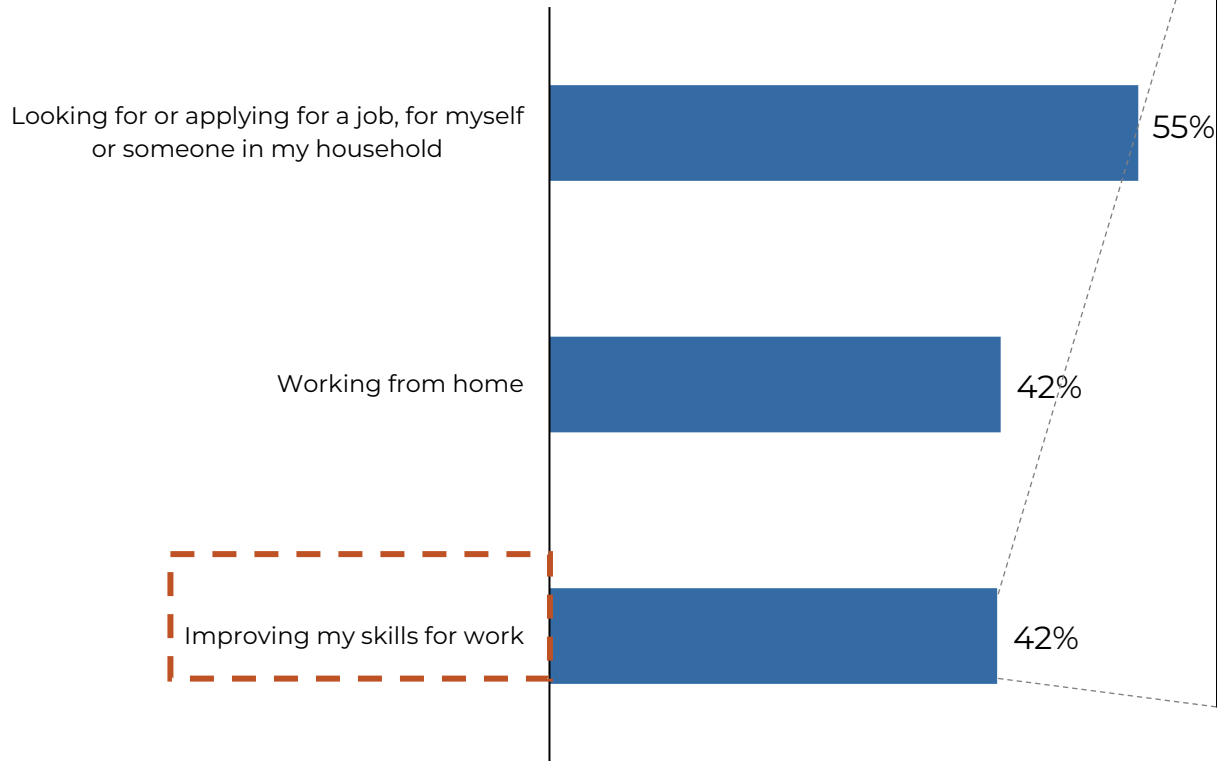 Looking for or applying for a job, for myself
or someone in my household
55%
Working from home
42%
Improving my skills for work
42%